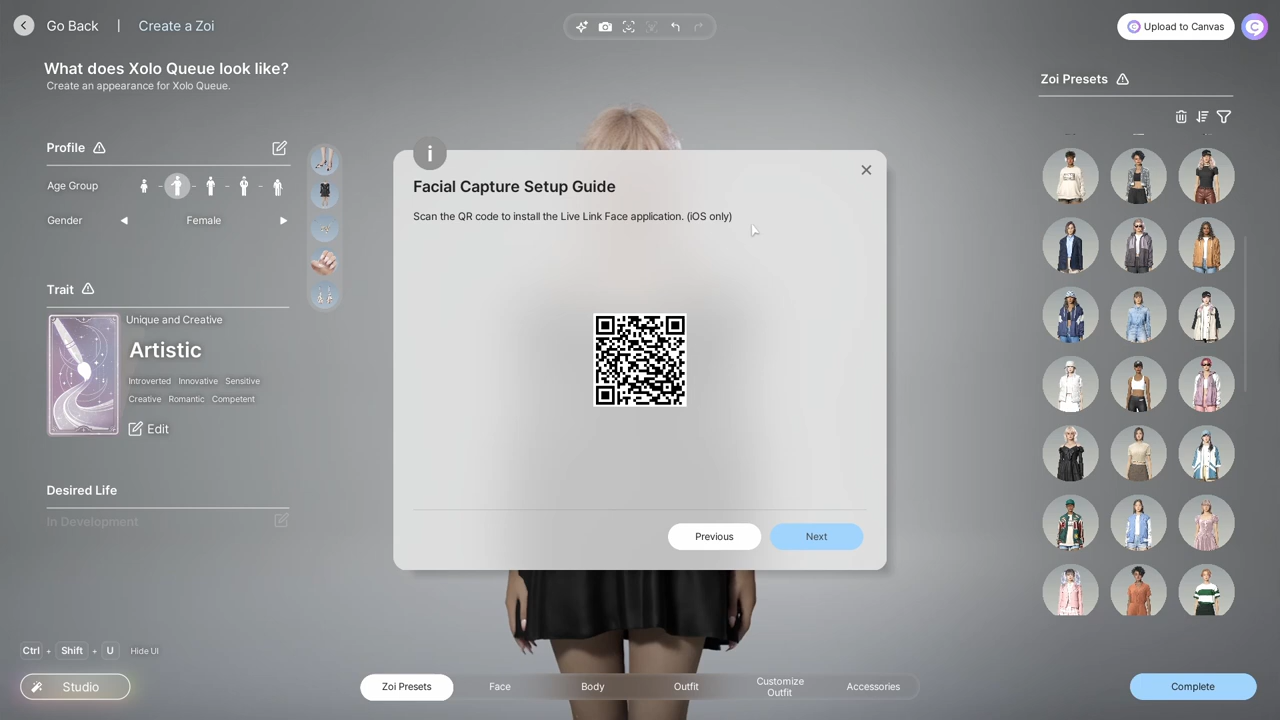 Go Back | Create a Zoi
Upload to Canvas
What does Xolo Queue look like?
Create an appearance for Xolo Queue.
Profile
Age Group
Gender
Female
Trait
Unique and Creative
Artistic
Introverted Innovative Sensitive
Creative Romantic Competent
Edit
Desired Life
In Development
Ctrl + Shift + U Hide UI
Studio
i
Facial Capture Setup Guide
Scan the QR code to install the Live Link Face application. (iOS only)
Previous
Next
Zoi Presets
Zoi Presets
Face
Body
Outfit
Customize
Outfit
Accessories
Complete